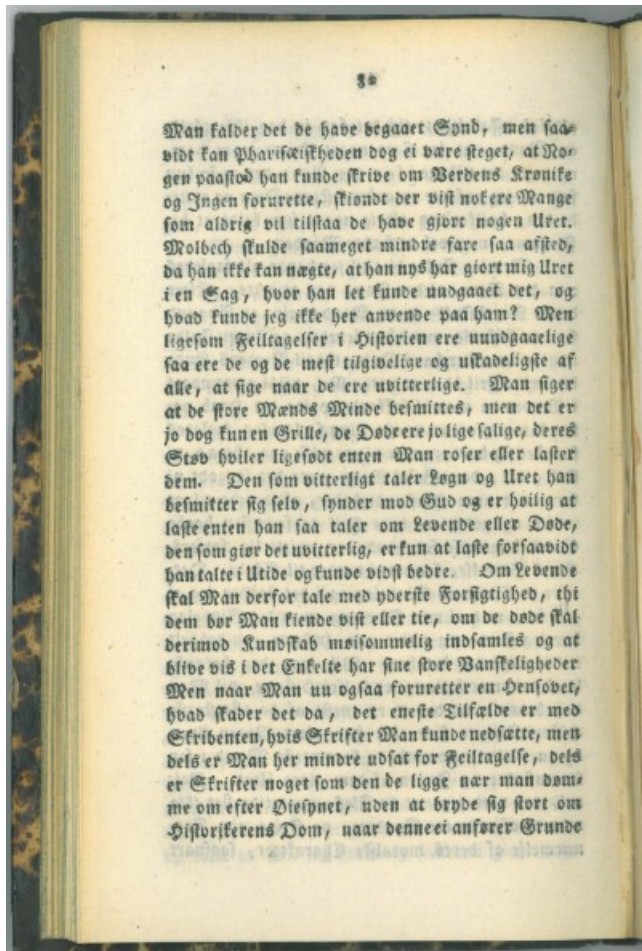 Man kalder det de have begaaet Synd, men saa-
vidt kan Pharisæiskheden dog ei være steget, at No-
gen paastod han kunde skrive om Verdens Krønike
og Ingen forurette, skiøndt der vist nok ere Mange
som aldrig vil tilstaa de have gjort nogen Uret.
Molbech skulde saameget mindre fare saa afsted,
da han ikke kan nægte, at han nys har giort mig Uret
i en Sag, hvor han let kunde undgaaet det, og
hvad kunde jeg ikke her anvende paa ham? Men
ligesom Feiltagelser i Historien ere uundgaaelige
saa ere de og de mest tilgivelige og uskadeligste af
alle, at sige naar de ere uvitterlige. Man siger
at de store Mænds Minde besmittes, men det er
jo dog kun en Grille, de Døde ere jo lige salige, deres
Støv hviler ligesødt enten Man roser eller laster
dem. Den som vitterligt taler Løgn og Uret han
besmitter sig selv, synder mod Gud og er høilig at
laste enten han saa taler om Levende eller Døde,
den som giør det uvitterlig, er kun at laste forsaavidt
han talte i Utide og kunde vidst bedre. Om Levende
skal Man derfor tale med yderste Forsigtighed, thi
dem bør Man kiende vist eller tie, om de døde skal
derimod Kundskab møisommelig indsamles og at
blive vis i det Enkelte har sine store Vanskeligheder
Men naar Man uu ogsaa foruretter en Hensovet,
hvad skader det da, det eneste Tilfælde er med
Skribenten, hvis Skrifter Man kunde nedsætte, men
dels er Man her mindre udsat for Feiltagelse, dels
er Skrifter noget som den de ligge nær man døm-
me om efter Øiesynet, uden at bryde sig stort om
Historikerens Dom, naar denne ei anfører Grunde